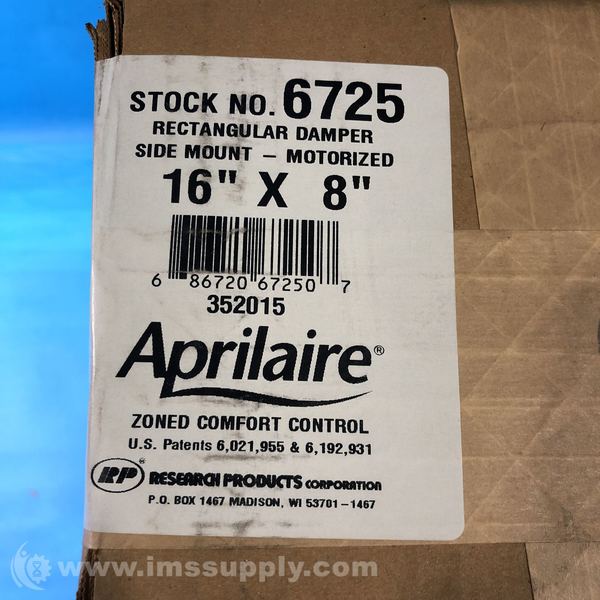 STOCK NO. 6725
RECTANGULAR DAMPER
SIDE MOUNT – MOTORIZED
16" X 8"
6 86720 67250 7
352015
Aprilaire®
ZONED COMFORT CONTROL
U.S. Patents 6,021,955 & 6,192,931
RP® RESEARCH PRODUCTS CORPORATION
P.O. BOX 1467 MADISON, WI 53701–1467
www.imssupply.com